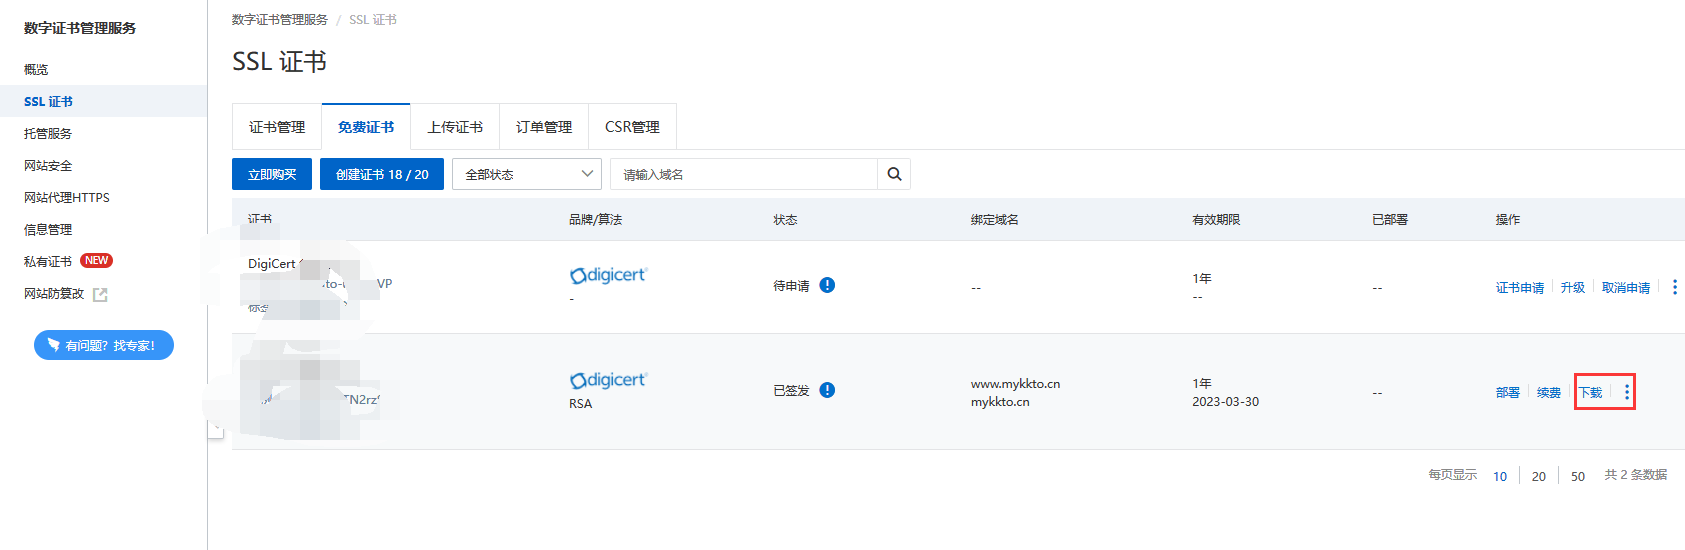 数字证书管理服务
概览
SSL 证书
托管服务
网站安全
网站代理HTTPS
信息管理
私有证书 NEW
网站防篡改
有问题？找专家！
数字证书管理服务 / SSL 证书
SSL 证书
证书管理 免费证书 上传证书 订单管理 CSR管理
立即购买 创建证书 18 / 20 全部状态 请输入域名
证书 品牌/算法 状态 绑定域名 有效期限 已部署 操作
DigiCert
to- VP
digicert
-
待申请
--
1年
--
--
证书申请 升级 取消申请
TN2rz
digicert
RSA
已签发
www.mykkto.cn
mykkto.cn
1年
2023-03-30
--
部署 续费 下载
每页显示 10 20 50 共 2 条数据